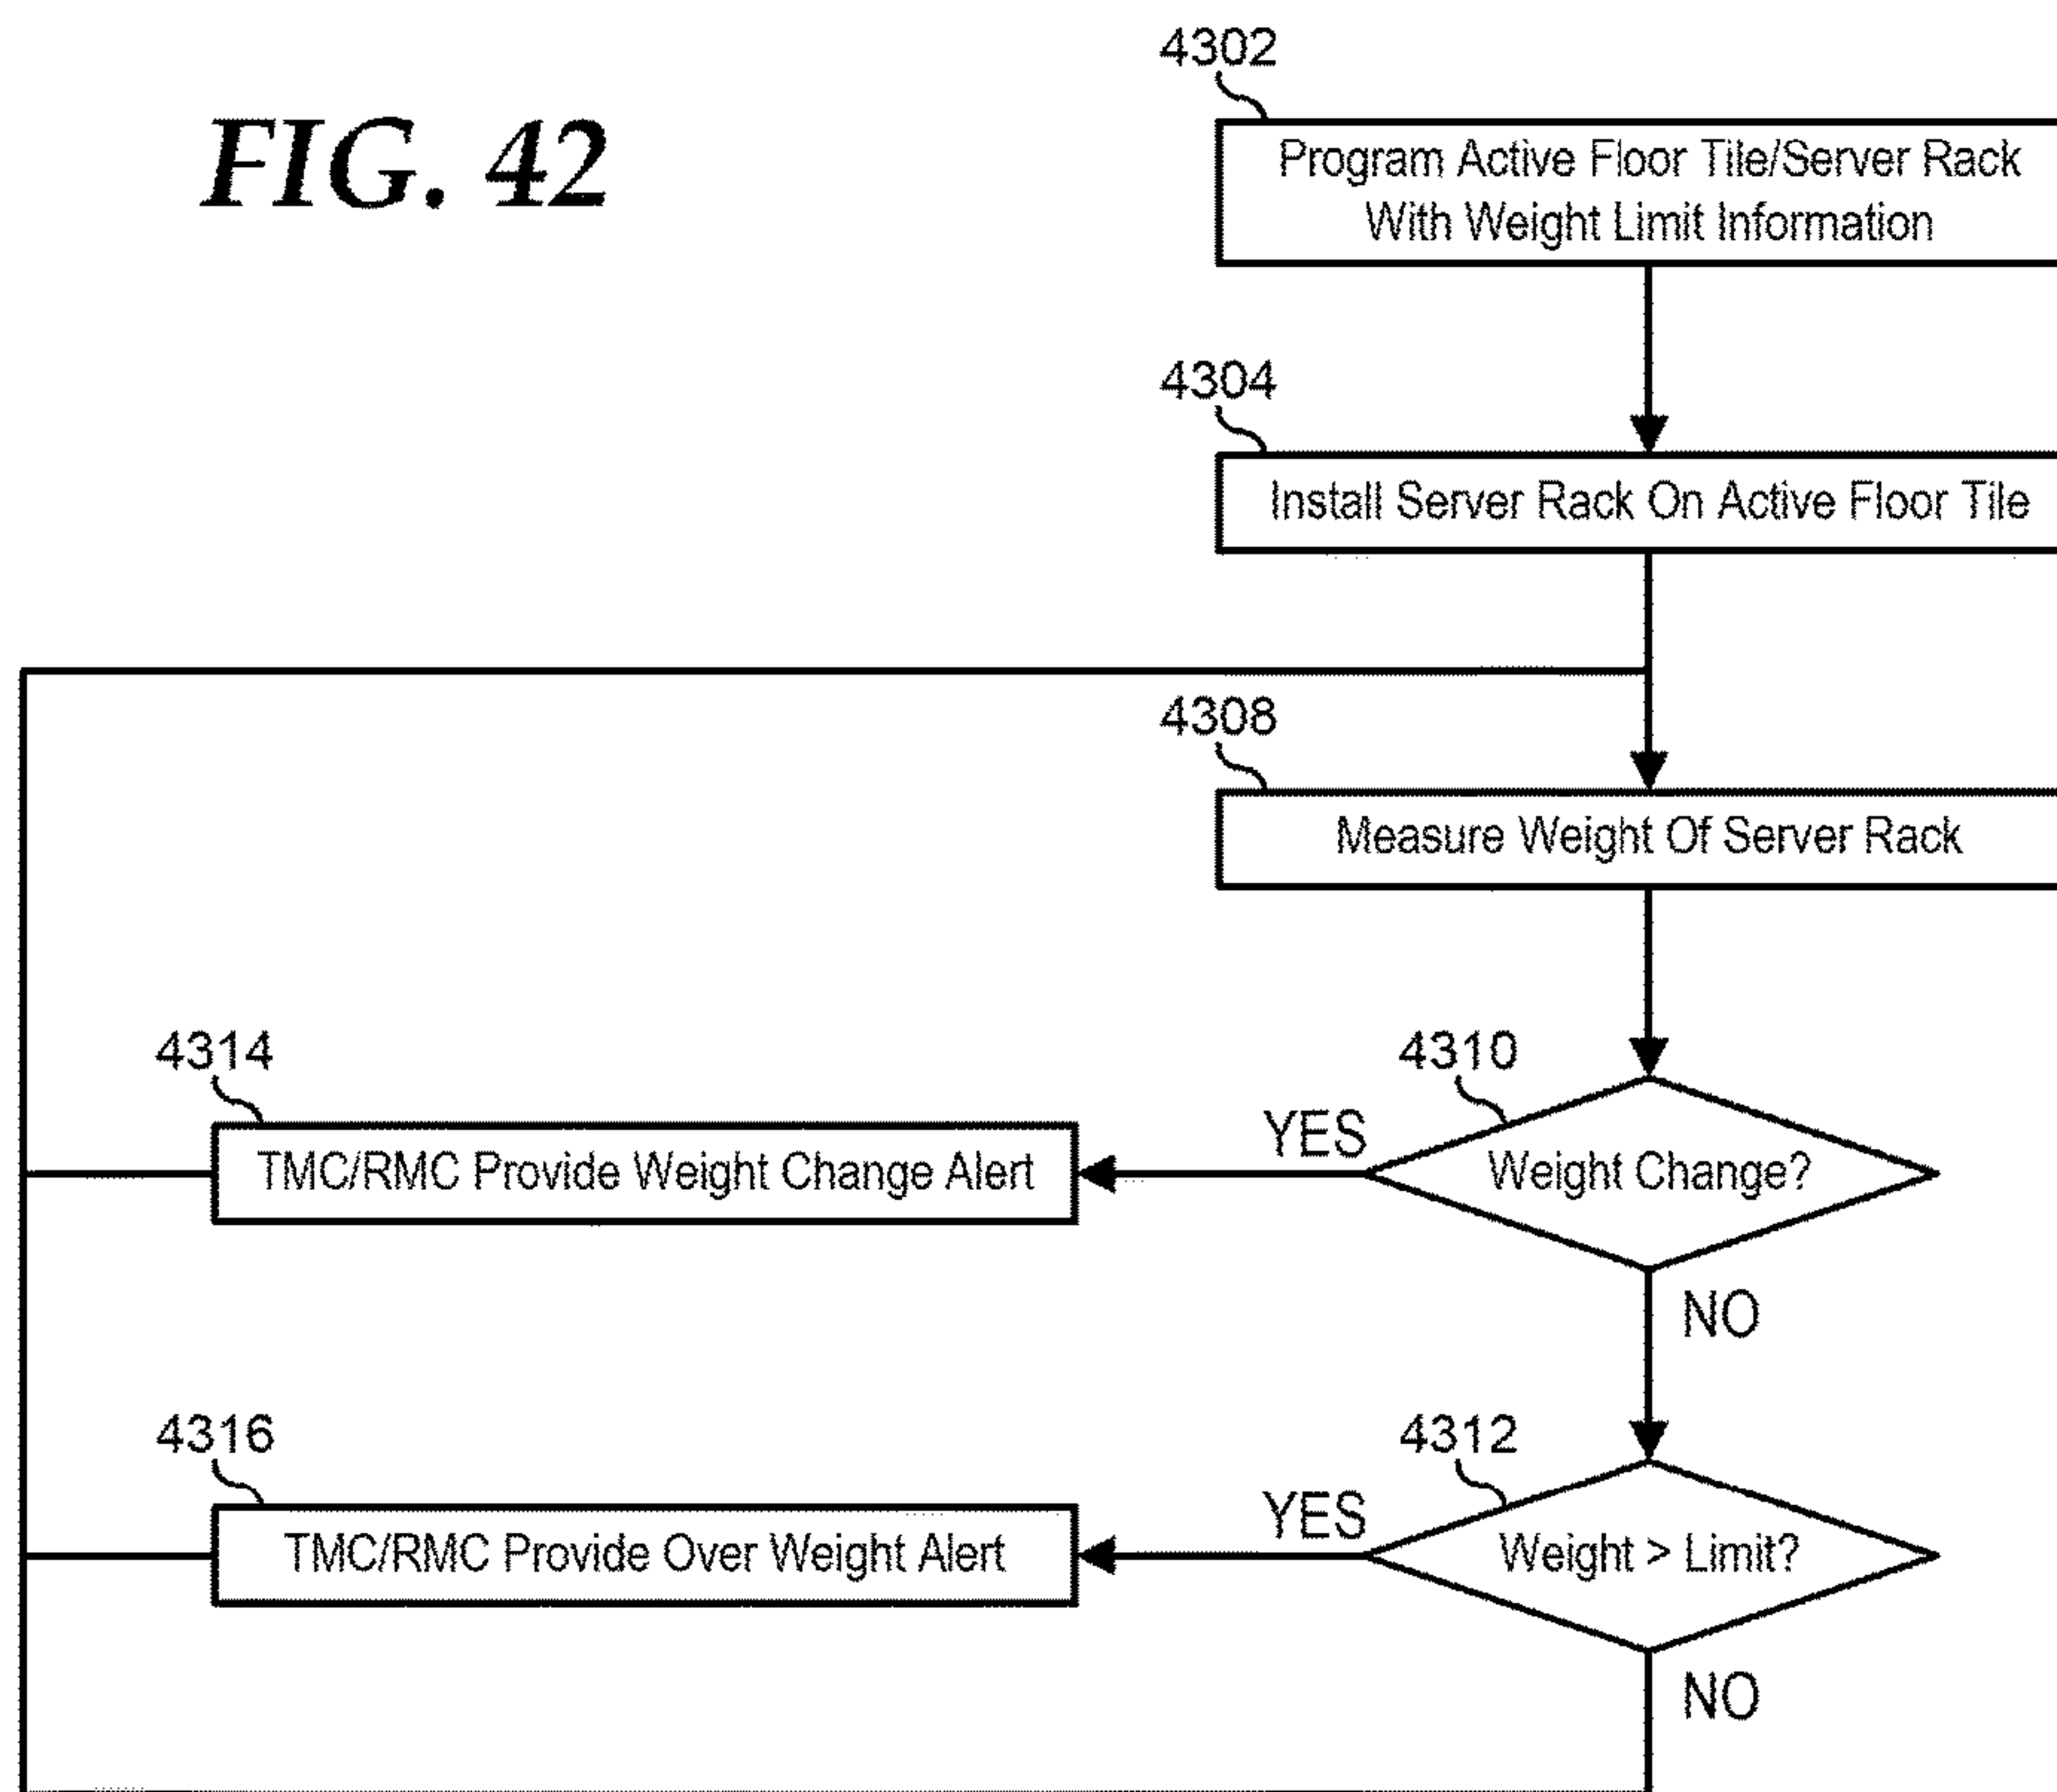 FIG. 42
4302
Program Active Floor Tile/Server Rack
With Weight Limit Information
4304
Install Server Rack On Active Floor Tile
4308
Measure Weight Of Server Rack
4314
4310
TMC/RMC Provide Weight Change Alert
YES
Weight Change?
NO
4316
4312
TMC/RMC Provide Over Weight Alert
YES
Weight > Limit?
NO